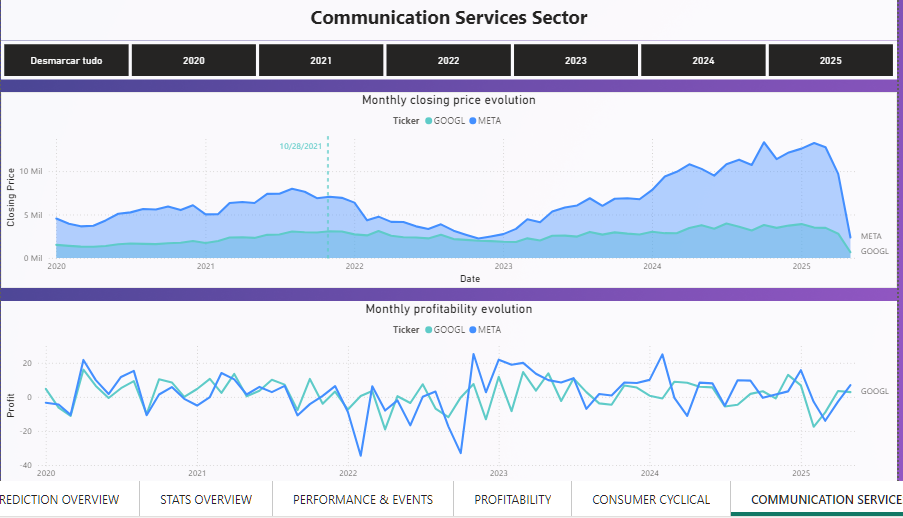 Communication Services Sector
Desmarcar tudo 2020 2021 2022 2023 2024 2025
Monthly closing price evolution
Ticker GOOGL META
10/28/2021
Closing Price
10 Mil
5 Mil
0 Mil
META
GOOGL
2020 2021 2022 2023 2024 2025
Date
Monthly profitability evolution
Ticker GOOGL META
Profit
20
0
-20
-40
GOOGL
2020 2021 2022 2023 2024 2025
REDICTION OVERVIEW STATS OVERVIEW PERFORMANCE & EVENTS PROFITABILITY CONSUMER CYCLICAL COMMUNICATION SERVICE